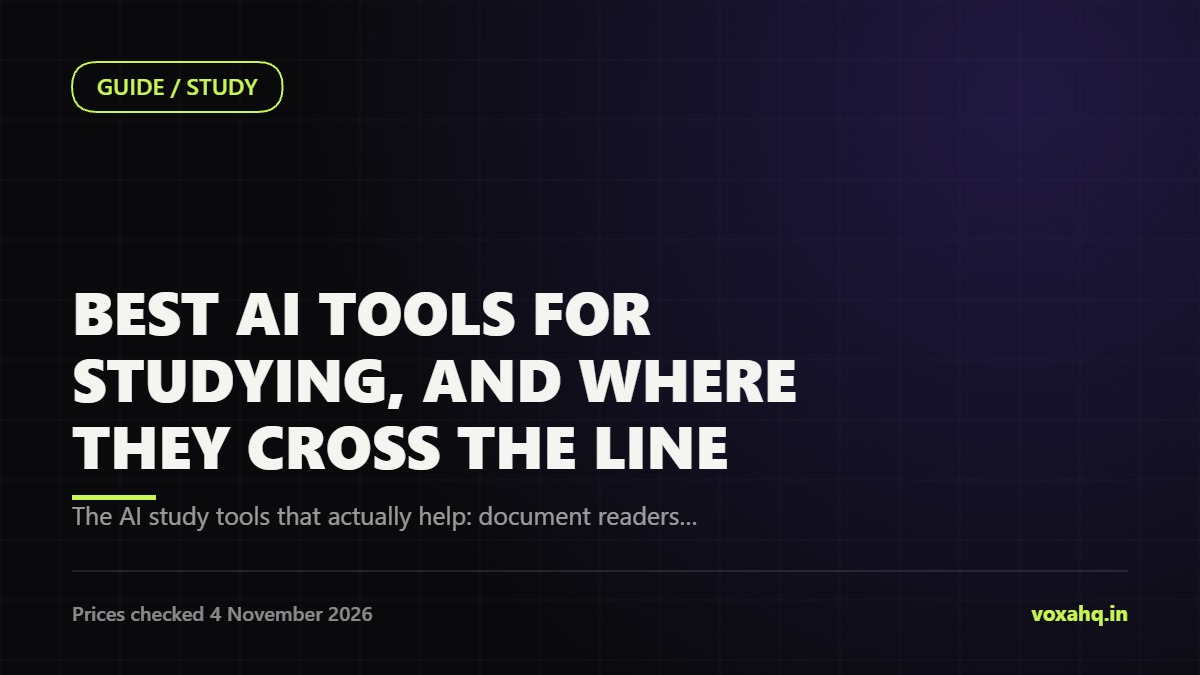 GUIDE / STUDY
BEST AI TOOLS FOR
STUDYING, AND WHERE
THEY CROSS THE LINE
The AI study tools that actually help: document readers...
Prices checked 4 November 2026
voxahq.in